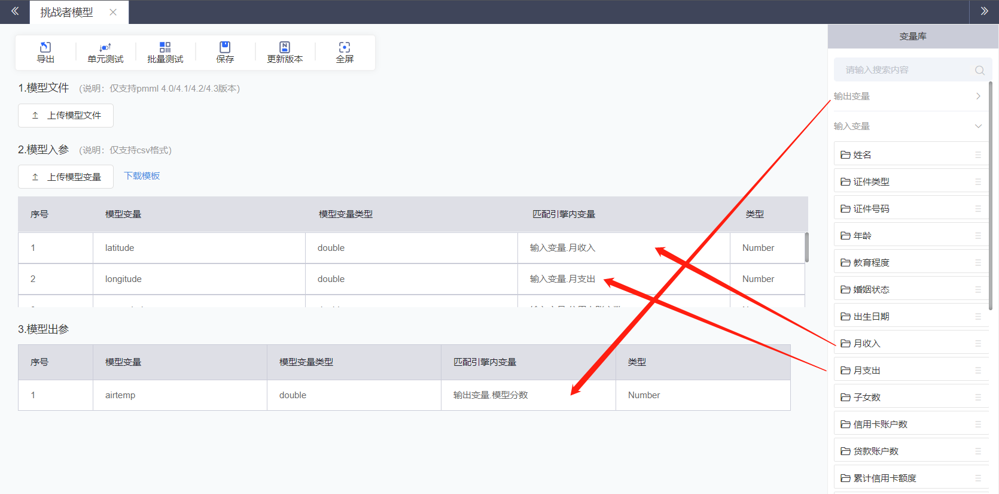 挑战者模型
导出 单元测试 批量测试 保存 更新版本 全屏
1.模型文件 (说明：仅支持pmml 4.0/4.1/4.2/4.3版本)
上传模型文件
2.模型入参 (说明：仅支持csv格式)
上传模型变量 下载模板
序号 模型变量 模型变量类型 匹配引擎内变量 类型
1 latitude double 输入变量.月收入 Number
2 longitude double 输入变量.月支出 Number
3.模型出参
序号 模型变量 模型变量类型 匹配引擎内变量 类型
1 airtemp double 输出变量.模型分数 Number
变量库
请输入搜索内容
输出变量
输入变量
姓名
证件类型
证件号码
年龄
教育程度
婚姻状态
出生日期
月收入
月支出
子女数
信用卡账户数
贷款账户数
累计信用卡额度